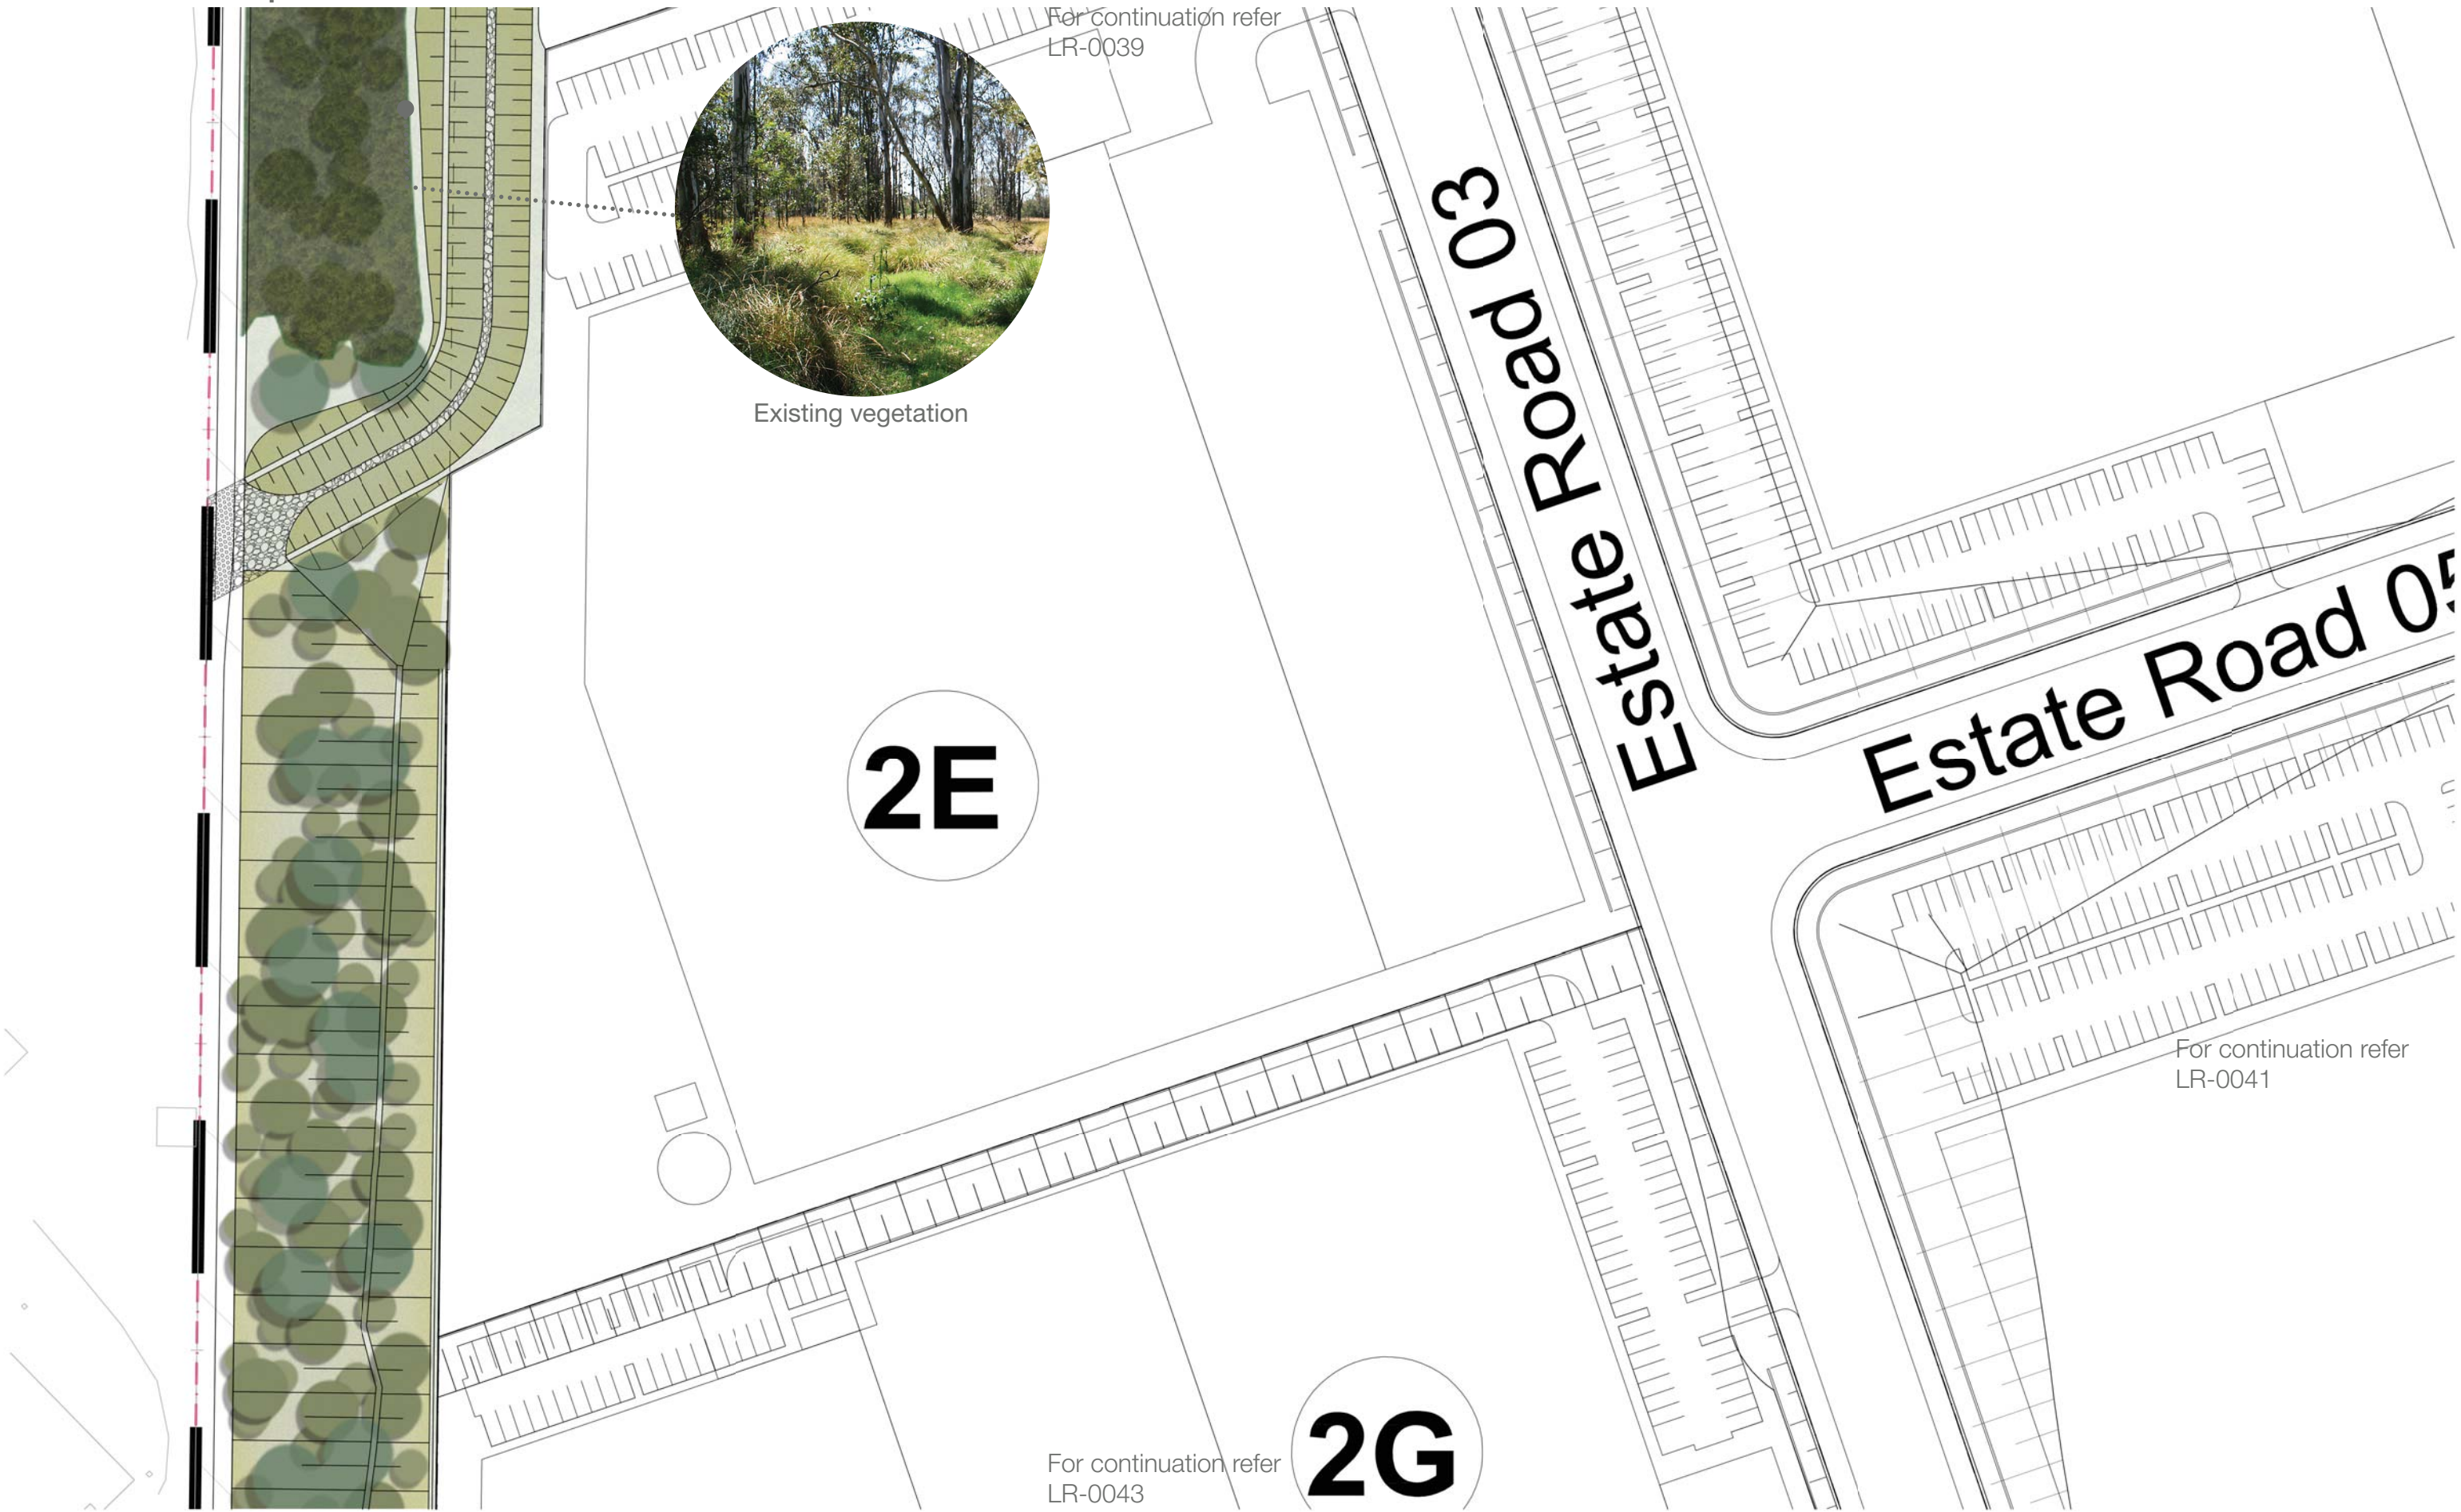 For continuation refer
LR-0039
Existing vegetation
Estate Road 03
Estate Road 05
2E
For continuation refer
LR-0041
For continuation refer
LR-0043
2G